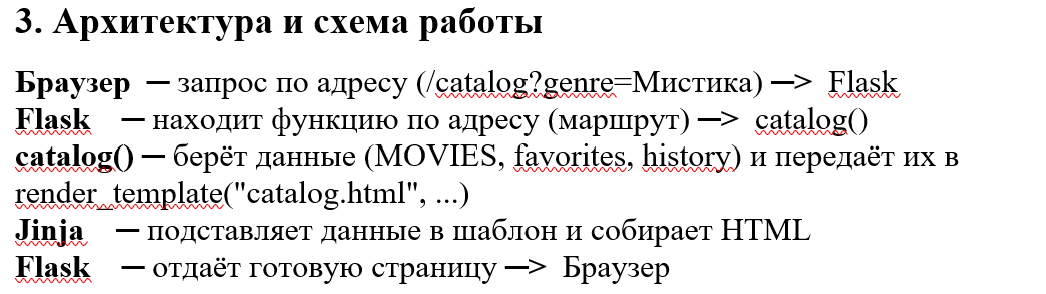 3. Архитектура и схема работы
Браузер — запрос по адресу (/catalog?genre=Мистика) —> Flask
Flask — находит функцию по адресу (маршрут) —> catalog()
catalog() — берёт данные (MOVIES, favorites, history) и передаёт их в
render_template("catalog.html", ...)
Jinja — подставляет данные в шаблон и собирает HTML
Flask — отдаёт готовую страницу —> Браузер